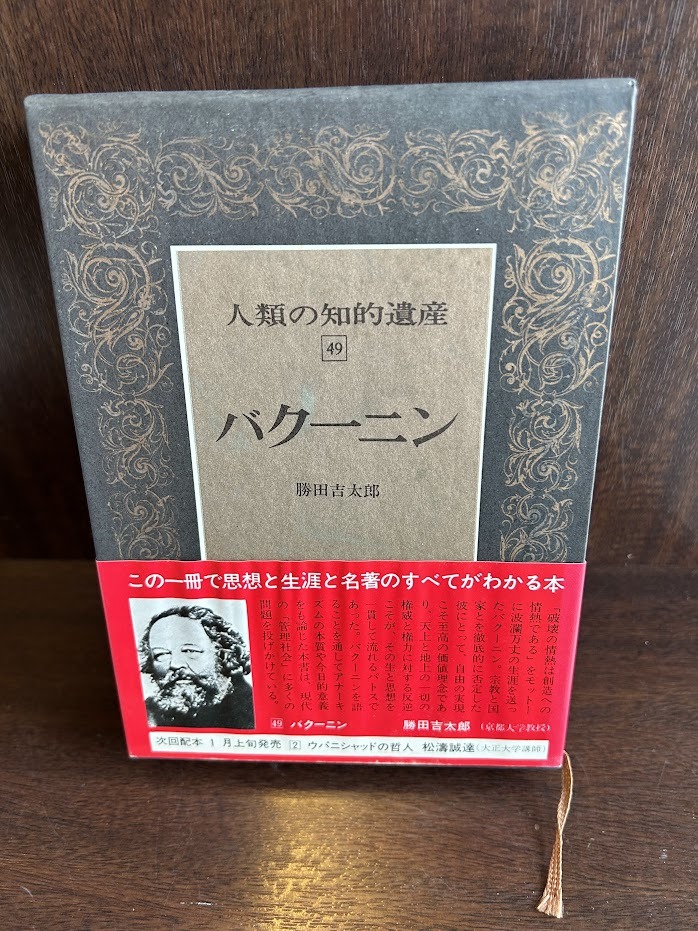 人類の知的遺産
49
バクーニン
勝田吉太郎
この一冊で思想と生涯と名著のすべてがわかる本
「破壊の情熱は創造への
情熱である」をモットー
に波瀾万丈の生涯を送っ
たバクーニン。宗教と国
家とを徹底的に否定した
彼にとって、自由の実現
こそ至高の価値理念であ
り、天上と地上の一切の
権威と権力に対する反逆
こそが、その生と思想を
一貫して流れるパトスで
あった。バクーニンを語
ることを通してアナーキ
ズムの本質や今日的意義
をも論じた本書は、現代
の「管理社会」に多くの
問題を投げかけている。
49 バクーニン 勝田吉太郎 (京都大学教授)
次回配本 1月上旬発売 2 ウパニシャッドの哲人 松濤誠達(大正大学講師)